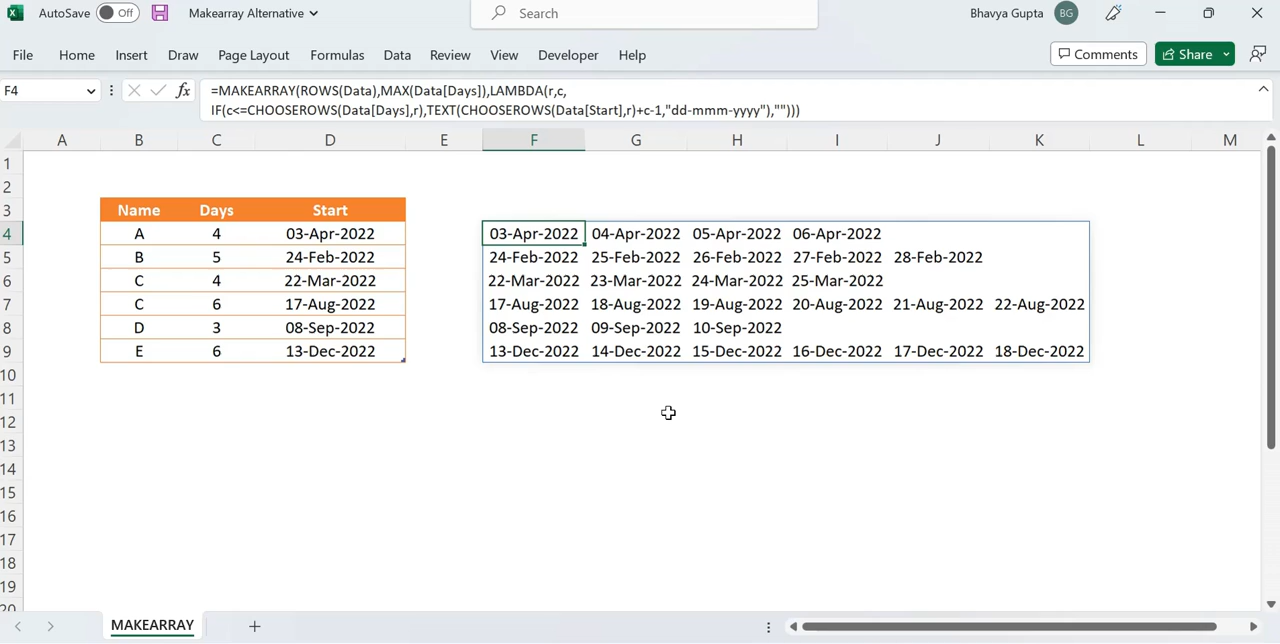 AutoSave Off Makearray Alternative Search Bhavya Gupta BG
File Home Insert Draw Page Layout Formulas Data Review View Developer Help Comments Share
F4 fx =MAKEARRAY(ROWS(Data),MAX(Data[Days]),LAMBDA(r,c,
IF(c<=CHOOSEROWS(Data[Days],r),TEXT(CHOOSEROWS(Data[Start],r)+c-1,"dd-mmm-yyyy"),"")))
A B C D E F G H I J K L M
1
2
3 Name Days Start
4 A 4 03-Apr-2022 03-Apr-2022 04-Apr-2022 05-Apr-2022 06-Apr-2022
5 B 5 24-Feb-2022 24-Feb-2022 25-Feb-2022 26-Feb-2022 27-Feb-2022 28-Feb-2022
6 C 4 22-Mar-2022 22-Mar-2022 23-Mar-2022 24-Mar-2022 25-Mar-2022
7 C 6 17-Aug-2022 17-Aug-2022 18-Aug-2022 19-Aug-2022 20-Aug-2022 21-Aug-2022 22-Aug-2022
8 D 3 08-Sep-2022 08-Sep-2022 09-Sep-2022 10-Sep-2022
9 E 6 13-Dec-2022 13-Dec-2022 14-Dec-2022 15-Dec-2022 16-Dec-2022 17-Dec-2022 18-Dec-2022
10
11
12
13
14
15
16
17
18
19
20
MAKEARRAY